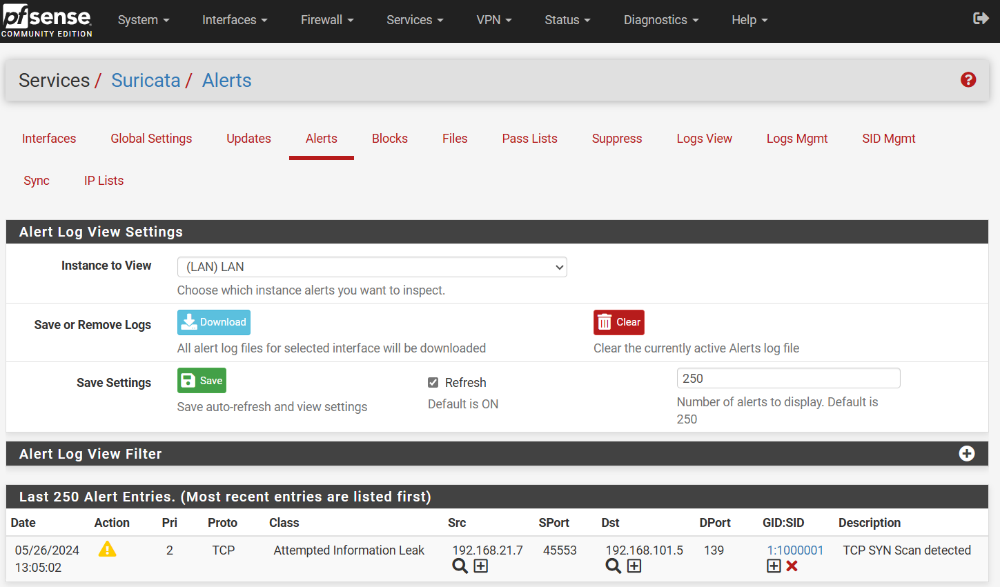 pfsense
COMMUNITY EDITION
System Interfaces Firewall Services VPN Status Diagnostics Help
Services / Suricata / Alerts
Interfaces Global Settings Updates Alerts Blocks Files Pass Lists Suppress Logs View Logs Mgmt SID Mgmt
Sync IP Lists
Alert Log View Settings
Instance to View (LAN) LAN
Choose which instance alerts you want to inspect.
Save or Remove Logs Download Clear
All alert log files for selected interface will be downloaded Clear the currently active Alerts log file
Save Settings Save Refresh 250
Save auto-refresh and view settings Default is ON Number of alerts to display. Default is
250
Alert Log View Filter
Last 250 Alert Entries. (Most recent entries are listed first)
Date Action Pri Proto Class Src SPort Dst DPort GID:SID Description
05/26/2024 2 TCP Attempted Information Leak 192.168.21.7 45553 192.168.101.5 139 1:1000001 TCP SYN Scan detected
13:05:02